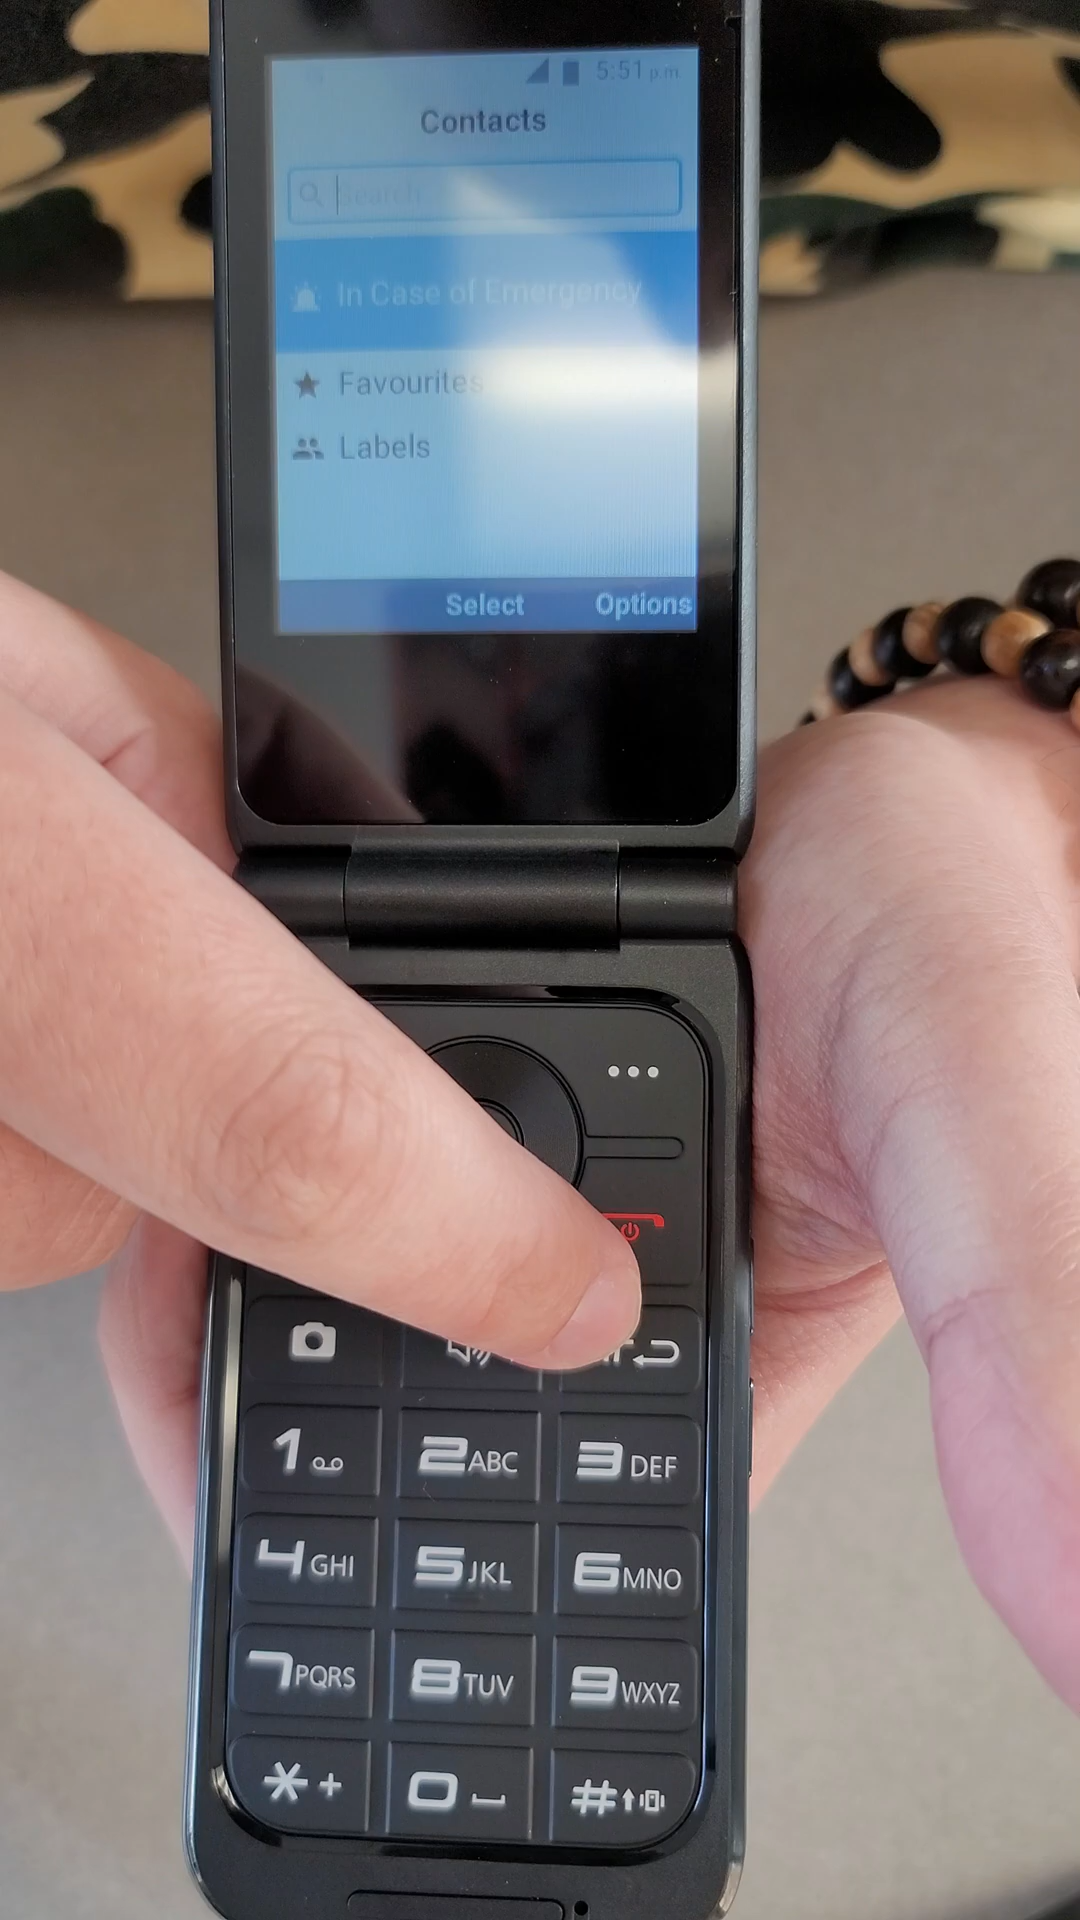 5:51 p.m.
Contacts
Search
In Case of Emergency
Favourites
Labels
Select Options
1 2ABC 3DEF
4GHI 5JKL 6MNO
7PQRS 8TUV 9WXYZ
*+ 0 #